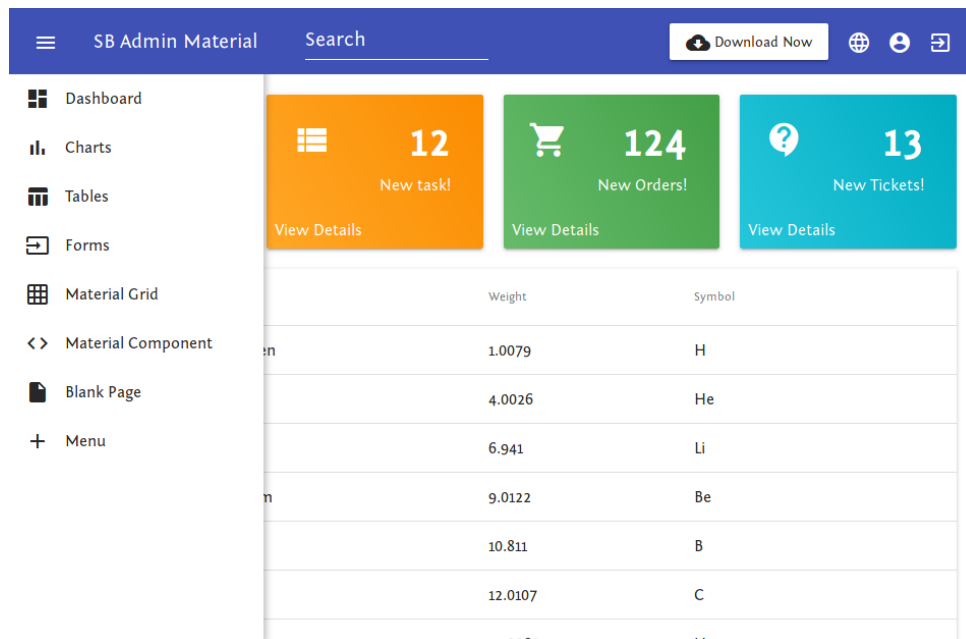 SB Admin Material Search Download Now
Dashboard
Charts
Tables
Forms
Material Grid
Material Component
Blank Page
Menu
12
New task!
View Details
124
New Orders!
View Details
13
New Tickets!
View Details
Weight Symbol
1.0079 H
4.0026 He
6.941 Li
9.0122 Be
10.811 B
12.0107 C